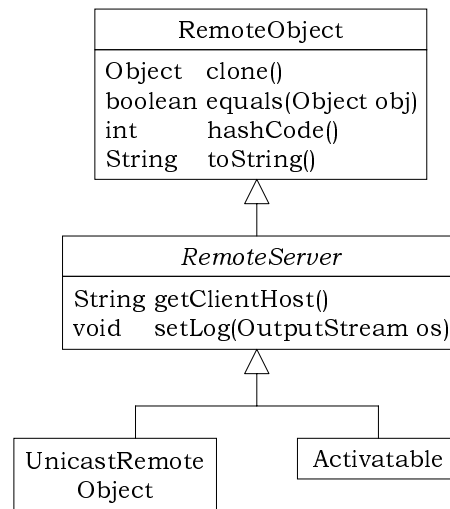 RemoteObject
Object clone()
boolean equals(Object obj)
int hashCode()
String toString()
RemoteServer
String getClientHost()
void setLog(OutputStream os)
UnicastRemote
Object
Activatable